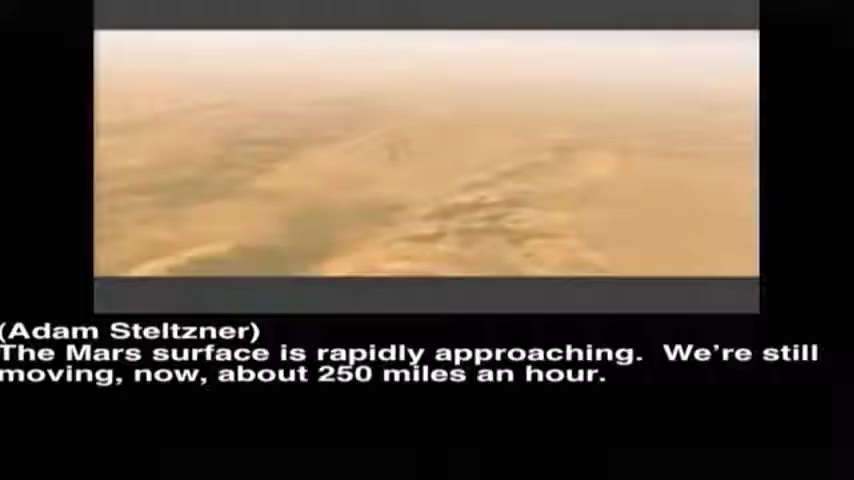 (Adam Steltzner)
The Mars surface is rapidly approaching.  We're still
moving, now, about 250 miles an hour.